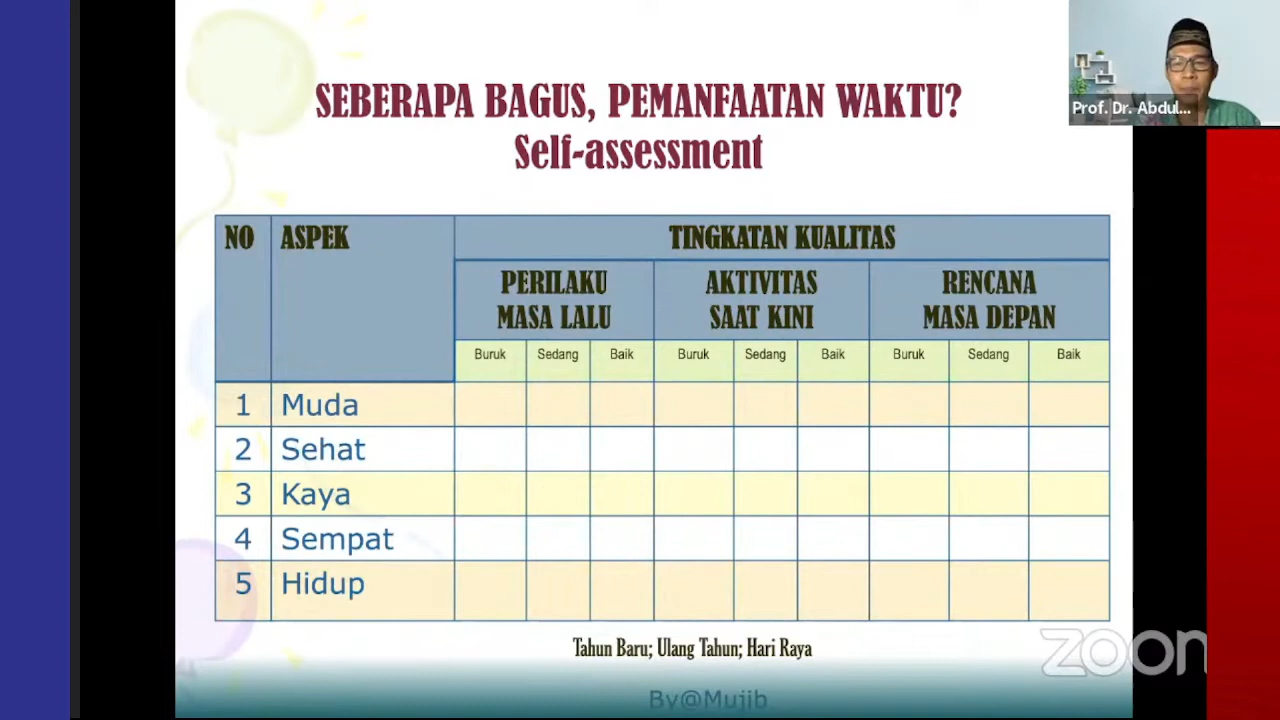 Prof. Dr. Abdul...
SEBERAPA BAGUS, PEMANFAATAN WAKTU?
Self-assessment
NO ASPEK TINGKATAN KUALITAS
PERILAKU MASA LALU AKTIVITAS SAAT KINI RENCANA MASA DEPAN
Buruk Sedang Baik Buruk Sedang Baik Buruk Sedang Baik
1 Muda
2 Sehat
3 Kaya
4 Sempat
5 Hidup
Tahun Baru; Ulang Tahun; Hari Raya
zoom
By@Mujib